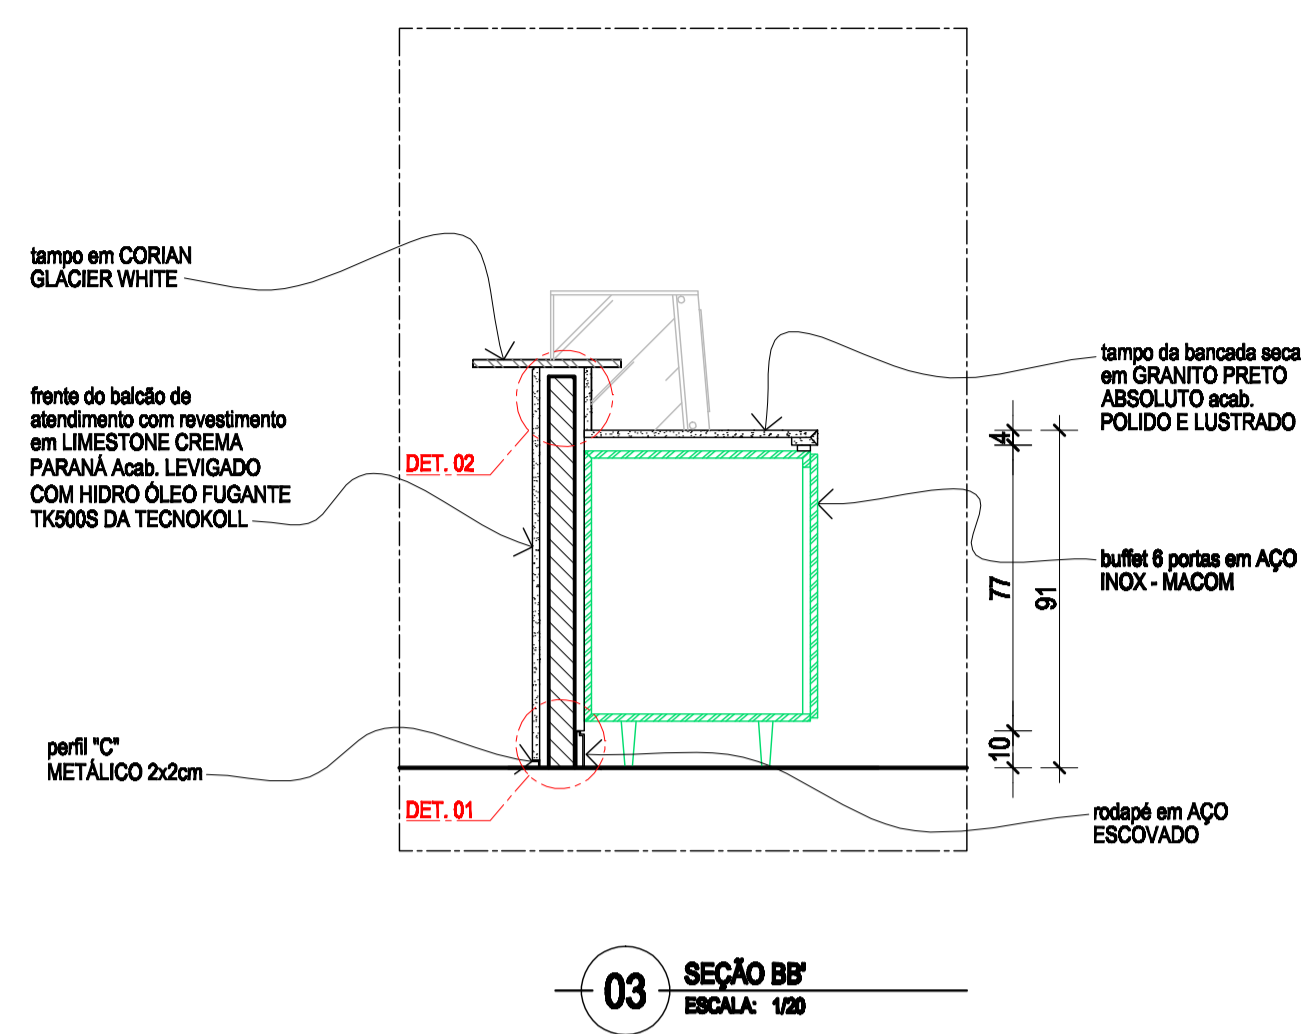 tampo em CORIAN
GLACIER WHITE
frente do balcão de
atendimento com revestimento
em LIMESTONE CREMA
PARANÁ Acab. LEVIGADO
COM HIDRO ÓLEO FUGANTE
TK500S DA TECNOKOLL
perfil "C"
METÁLICO 2x2cm
DET. 02
DET. 01
tampo da bancada seca
em GRANITO PRETO
ABSOLUTO acab.
POLIDO E LUSTRADO
4
77
91
10
buffet 6 portas em AÇO
INOX - MACOM
rodapé em AÇO
ESCOVADO
03
SEÇÃO BB'
ESCALA: 1/20